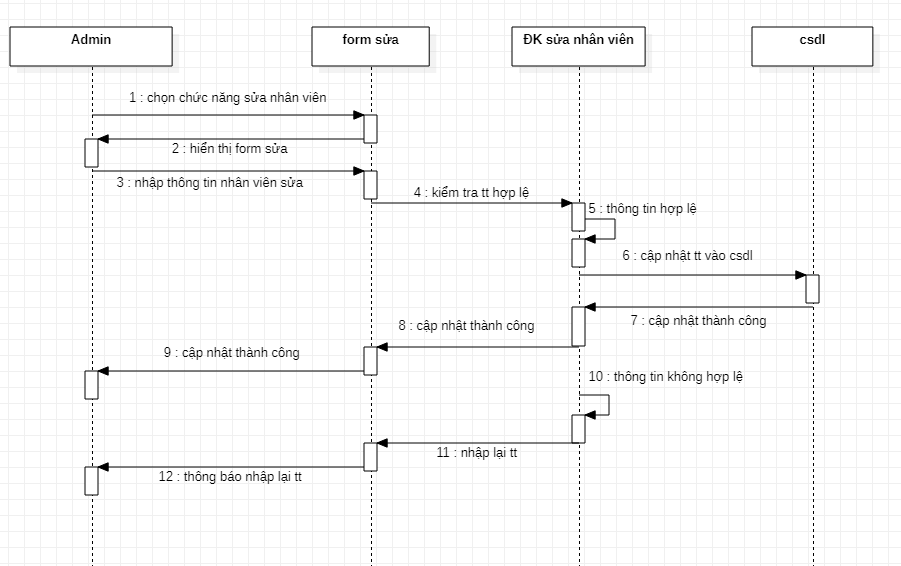 Admin
form sửa
ĐK sửa nhân viên
csdl
1 : chọn chức năng sửa nhân viên
2 : hiển thị form sửa
3 : nhập thông tin nhân viên sửa
4 : kiểm tra tt hợp lệ
5 : thông tin hợp lệ
6 : cập nhật tt vào csdl
7 : cập nhật thành công
8 : cập nhật thành công
9 : cập nhật thành công
10 : thông tin không hợp lệ
11 : nhập lại tt
12 : thông báo nhập lại tt